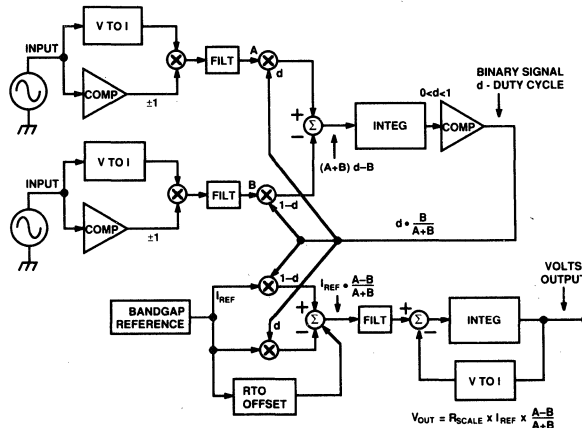 V TO I
INPUT
COMP
±1
FILT
A
d
INPUT
V TO I
COMP
±1
FILT
B
1-d
+
−
Σ
(A+B) d−B
INTEG
0<d<1
COMP
BINARY SIGNAL
d - DUTY CYCLE
d • B/A+B
BANDGAP
REFERENCE
I_REF
1-d
d
RTO
OFFSET
+
−
Σ
I_REF • A−B/A+B
FILT
+
−
Σ
INTEG
V TO I
VOLTS
OUTPUT
V_OUT = R_SCALE x I_REF x A−B/A+B